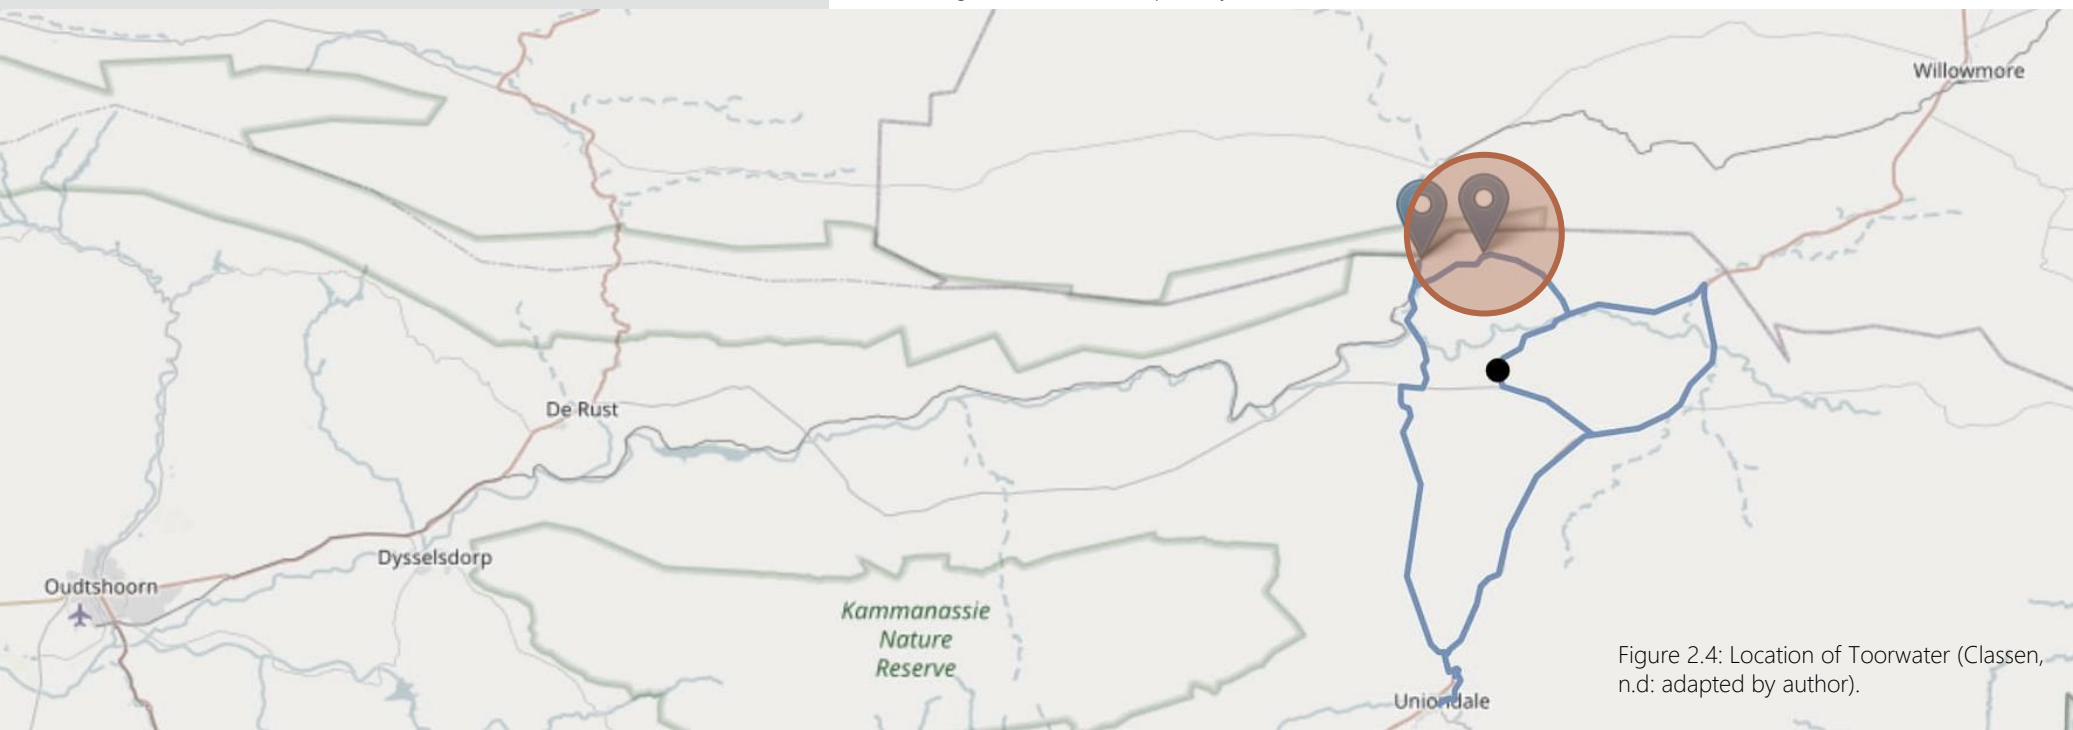 Willowmore
De Rust
Dysselsdorp
Oudtshoorn
Kammanassie
Nature
Reserve
Figure 2.4: Location of Toorwater (Classen,
n.d: adapted by author).
Uniondale